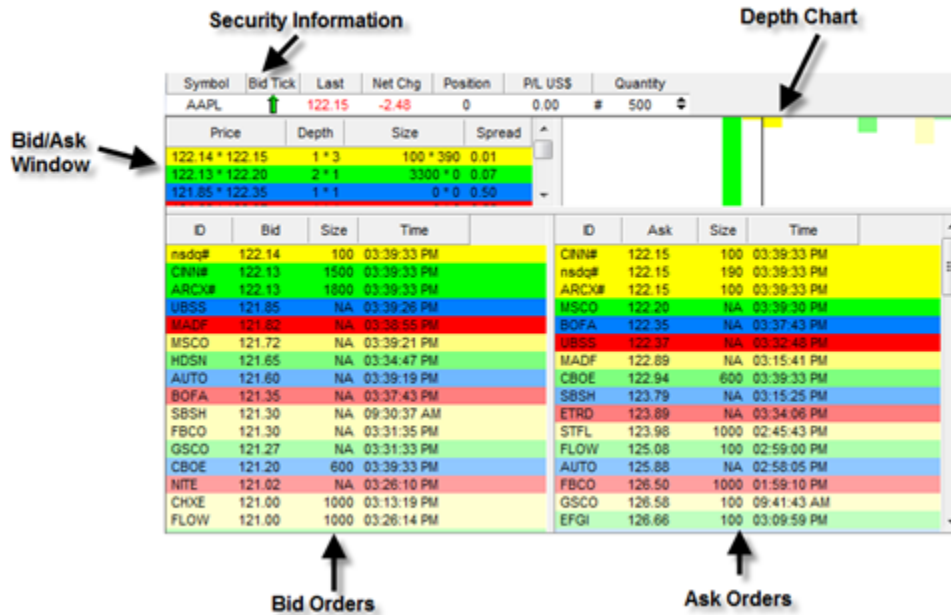 Security Information
Depth Chart
Symbol Bid Tick Last Net Chg Position P/L US$ Quantity
AAPL 122.15 -2.48 0 0.00 # 500
Bid/Ask
Window
Price Depth Size Spread
122.14 * 122.15 1 * 3 100 * 390 0.01
122.13 * 122.20 2 * 1 3300 * 0 0.07
121.85 * 122.35 1 * 1 0 * 0 0.50
ID Bid Size Time ID Ask Size Time
nsdq# 122.14 100 03:39:33 PM CINN# 122.15 100 03:39:33 PM
CINN# 122.13 1500 03:39:33 PM nsdq# 122.15 190 03:39:33 PM
ARCX# 122.13 1800 03:39:33 PM ARCX# 122.15 100 03:39:33 PM
UBSS 121.85 NA 03:39:26 PM MSCO 122.20 NA 03:39:30 PM
MADF 121.82 NA 03:38:55 PM BOFA 122.35 NA 03:37:43 PM
MSCO 121.72 NA 03:39:21 PM UBSS 122.37 NA 03:32:48 PM
HDSN 121.65 NA 03:34:47 PM MADF 122.89 NA 03:15:41 PM
AUTO 121.60 NA 03:39:19 PM CBOE 122.94 600 03:39:33 PM
BOFA 121.35 NA 03:37:43 PM SBSH 123.79 NA 03:15:25 PM
SBSH 121.30 NA 09:30:37 AM ETRD 123.89 NA 03:34:06 PM
FBCO 121.30 NA 03:31:35 PM STFL 123.98 1000 02:45:43 PM
GSCO 121.27 NA 03:31:33 PM FLOW 125.08 100 02:59:00 PM
CBOE 121.20 600 03:39:33 PM AUTO 125.88 NA 02:58:05 PM
NITE 121.02 NA 03:26:10 PM FBCO 126.50 1000 01:59:10 PM
CHXE 121.00 1000 03:13:19 PM GSCO 126.58 100 09:41:43 AM
FLOW 121.00 1000 03:26:14 PM EFGI 126.66 100 03:09:59 PM
Bid Orders
Ask Orders